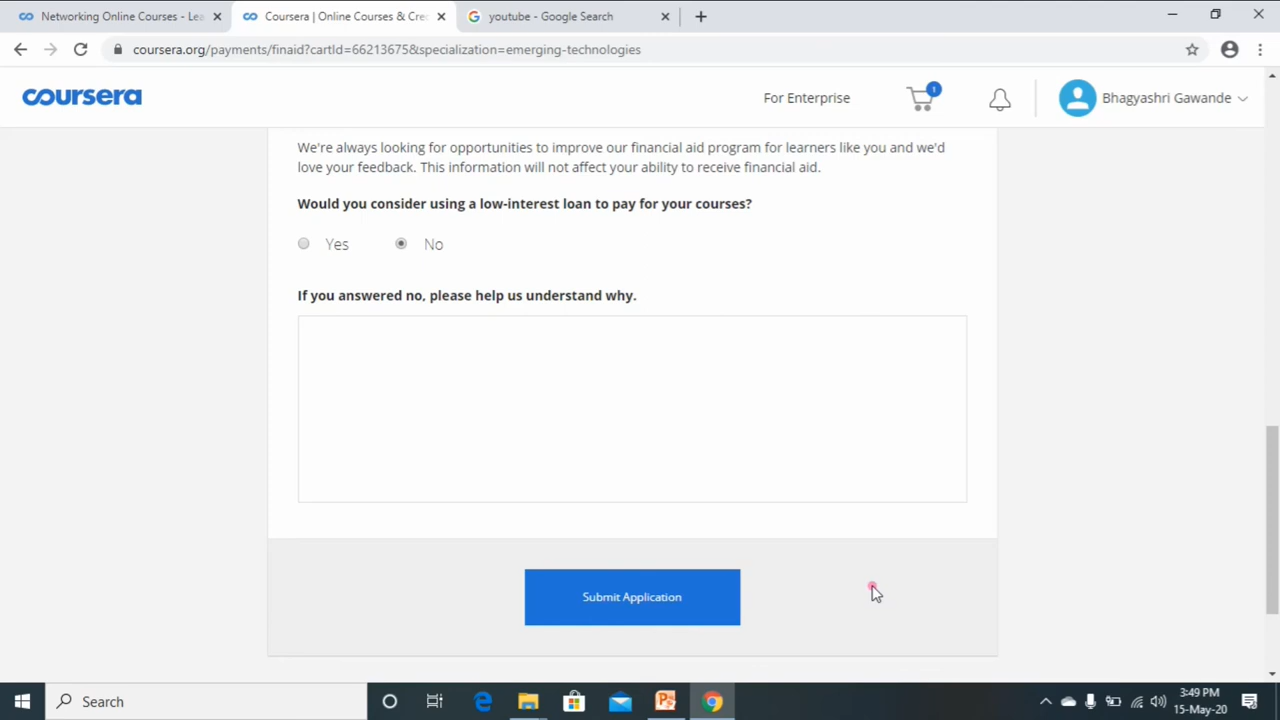 Networking Online Courses - Lea
Coursera | Online Courses & Cre
youtube - Google Search
coursera.org/payments/finaid?cartId=66213675&specialization=emerging-technologies
coursera
For Enterprise
1
Bhagyashri Gawande
We're always looking for opportunities to improve our financial aid program for learners like you and we'd
love your feedback. This information will not affect your ability to receive financial aid.
Would you consider using a low-interest loan to pay for your courses?
Yes
No
If you answered no, please help us understand why.
Submit Application
Search
3:49 PM
15-May-20